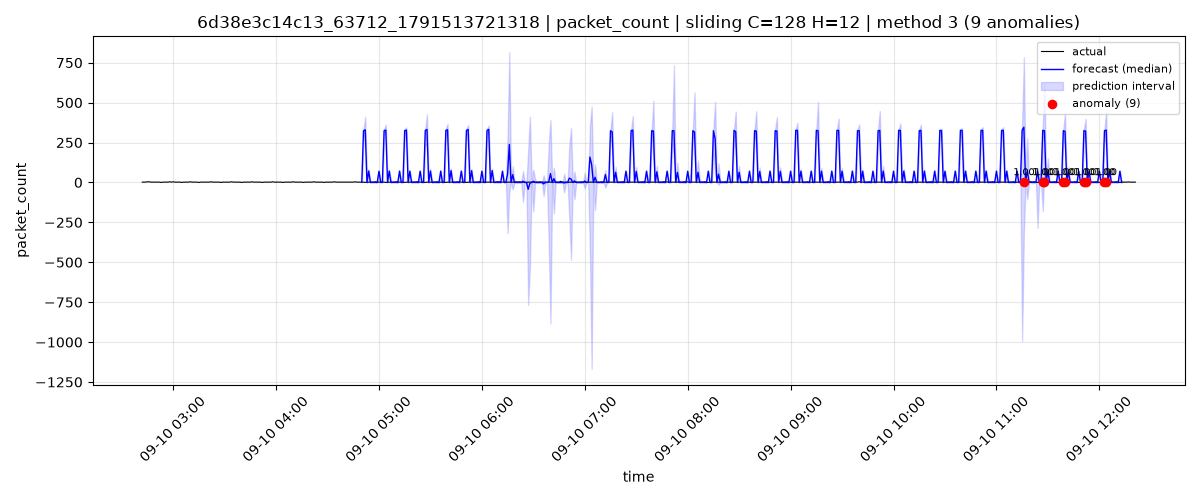 6d38e3c14c13_63712_1791513721318 | packet_count | sliding C=128 H=12 | method 3 (9 anomalies)
actual
forecast (median)
prediction interval
anomaly (9)
packet_count
750
500
250
0
−250
−500
−750
−1000
−1250
09-10 03:00
09-10 04:00
09-10 05:00
09-10 06:00
09-10 07:00
09-10 08:00
09-10 09:00
09-10 10:00
09-10 11:00
09-10 12:00
time